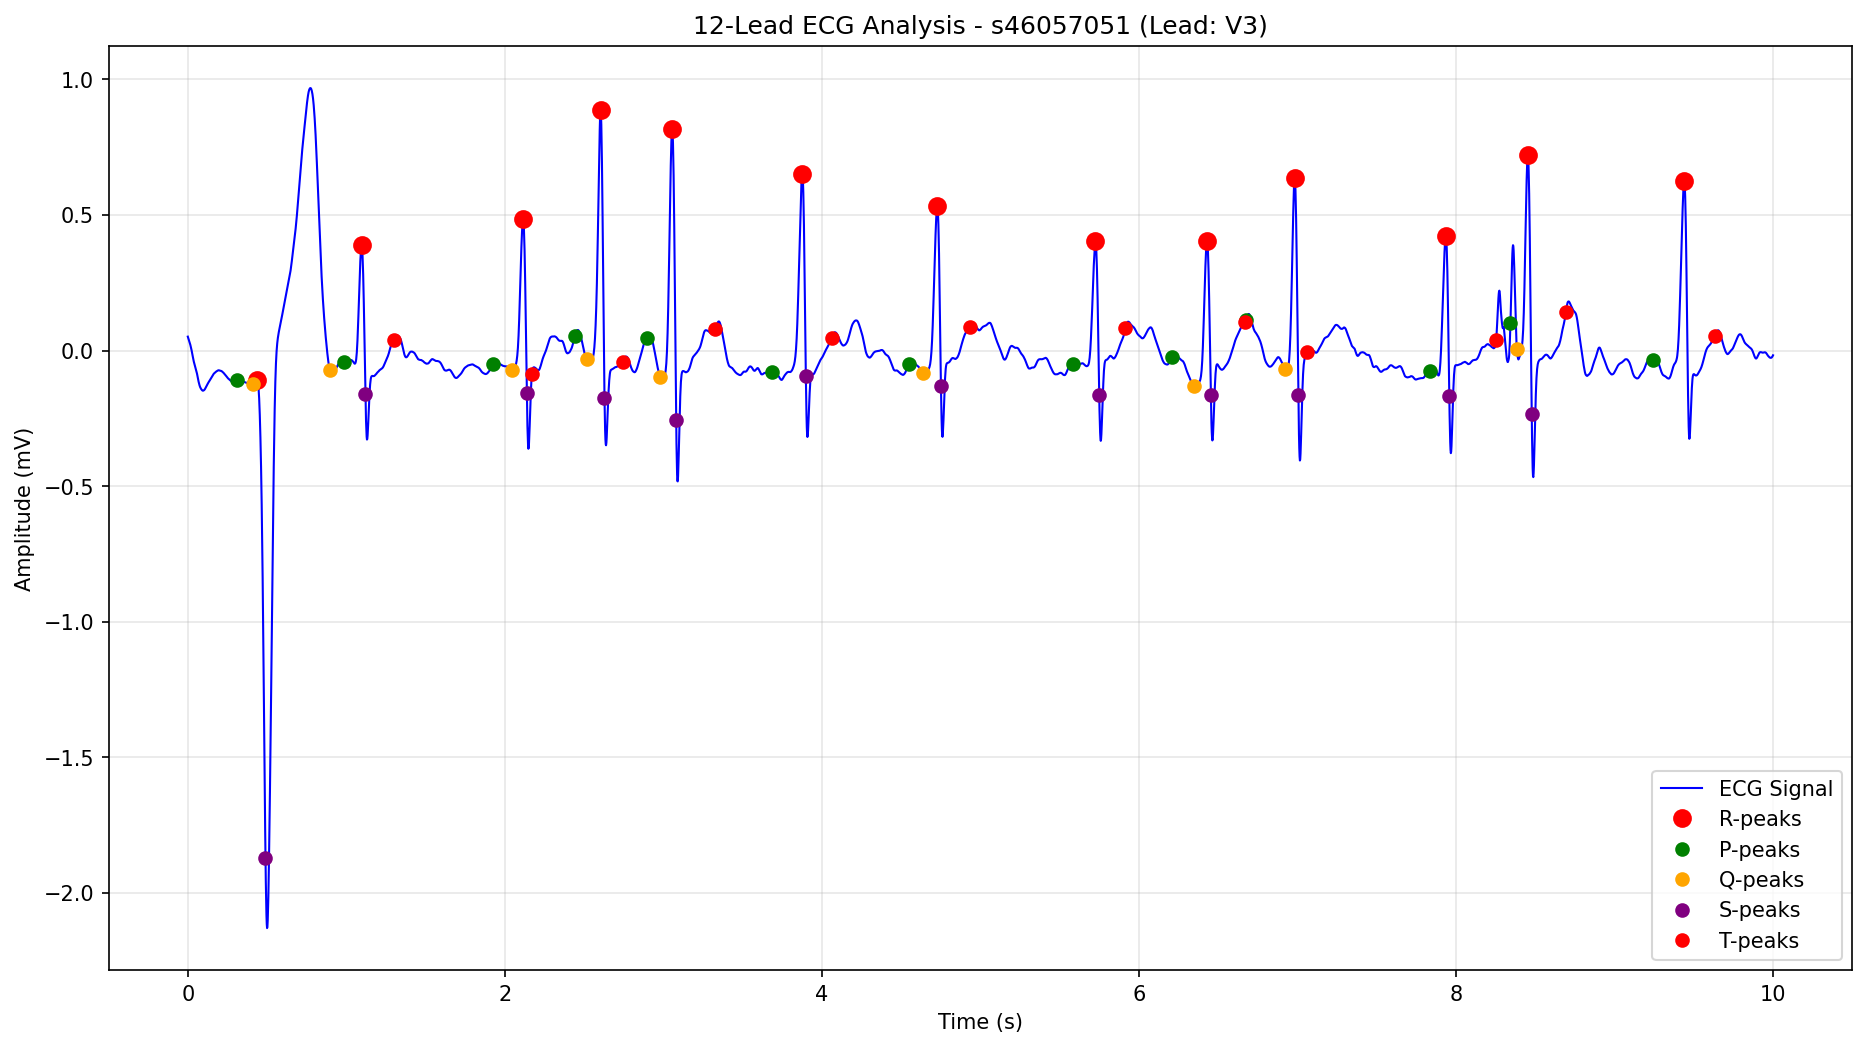 12-Lead ECG Analysis - s46057051 (Lead: V3)
1.0
0.5
0.0
−0.5
−1.0
−1.5
−2.0
Amplitude (mV)
0
2
4
6
8
10
Time (s)
ECG Signal
R-peaks
P-peaks
Q-peaks
S-peaks
T-peaks